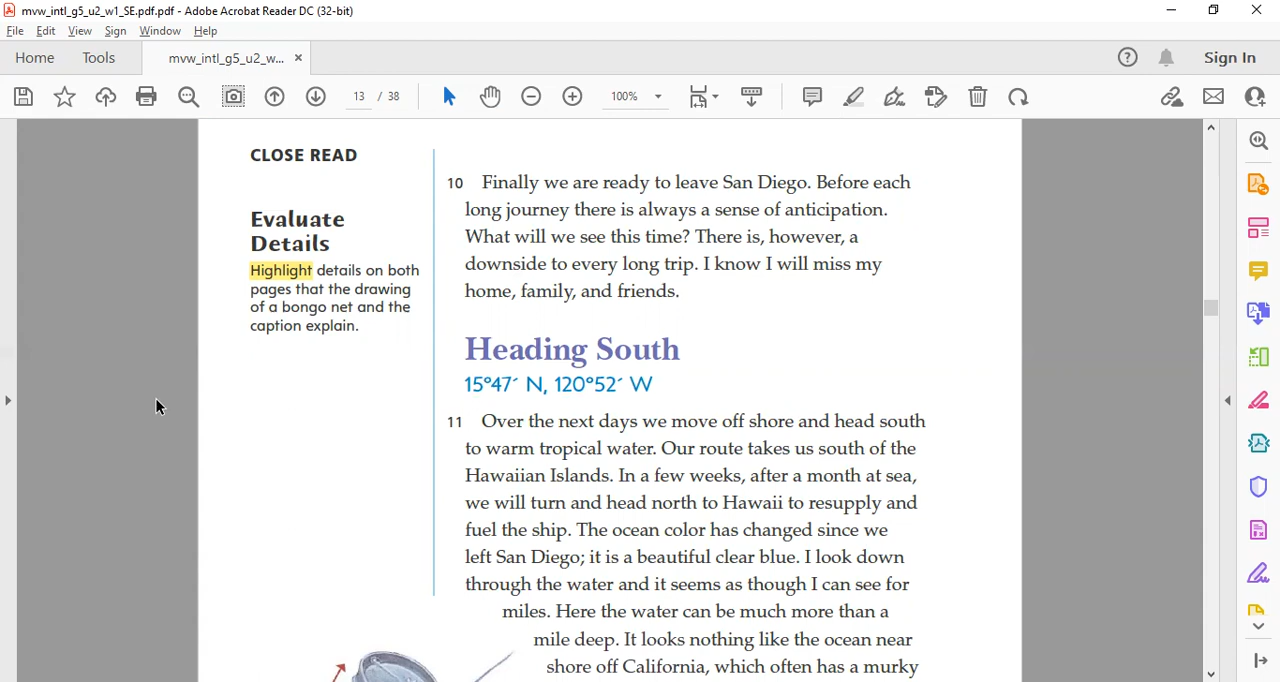 mvw_intl_g5_u2_w1_SE.pdf.pdf - Adobe Acrobat Reader DC (32-bit)
File Edit View Sign Window Help
Home Tools mvw_intl_g5_u2_w... × Sign In
13 / 38 100%
CLOSE READ
Evaluate
Details
Highlight details on both
pages that the drawing
of a bongo net and the
caption explain.
10 Finally we are ready to leave San Diego. Before each
long journey there is always a sense of anticipation.
What will we see this time? There is, however, a
downside to every long trip. I know I will miss my
home, family, and friends.
Heading South
15°47´ N, 120°52´ W
11 Over the next days we move off shore and head south
to warm tropical water. Our route takes us south of the
Hawaiian Islands. In a few weeks, after a month at sea,
we will turn and head north to Hawaii to resupply and
fuel the ship. The ocean color has changed since we
left San Diego; it is a beautiful clear blue. I look down
through the water and it seems as though I can see for
miles. Here the water can be much more than a
mile deep. It looks nothing like the ocean near
shore off California, which often has a murky